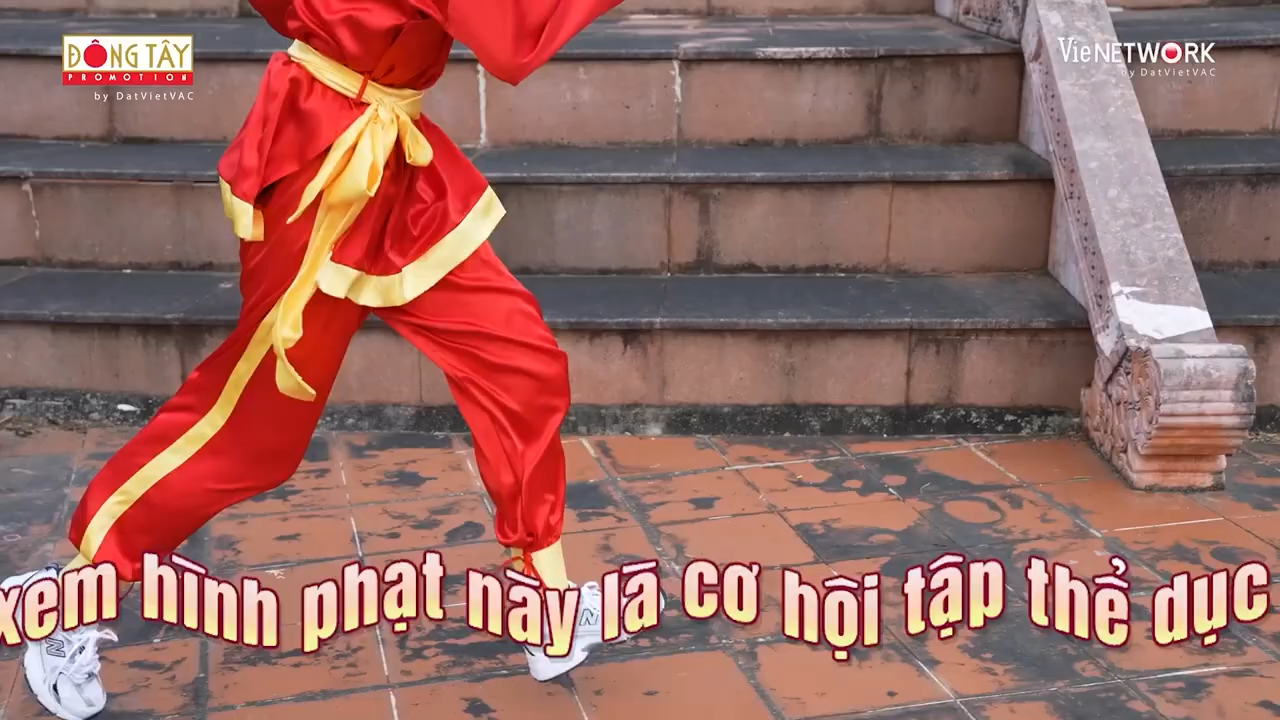 ĐÔNG TÂY
PROMOTION
by DatVietVAC
VieNETWORK
by DatVietVAC
xem hình phạt này là cơ hội tập thể dục
N
N